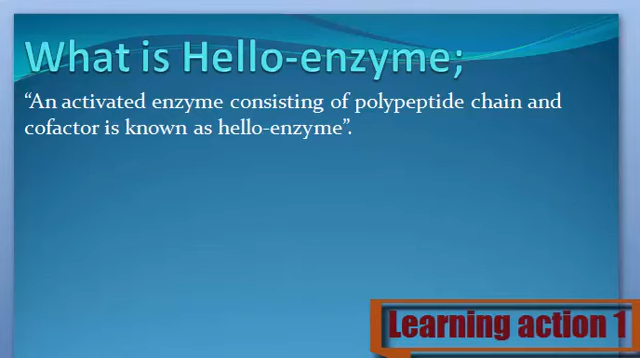 What is Hello-enzyme;
“An activated enzyme consisting of polypeptide chain and
cofactor is known as hello-enzyme”.
Learning action 1